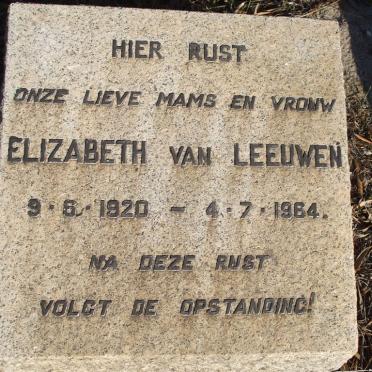 HIER RUST
ONZE LIEVE MAMS EN VROUW
ELIZABETH VAN LEEUWEN
9·6·1920 – 4·7·1964.
NA DEZE RUST
VOLGT DE OPSTANDING!